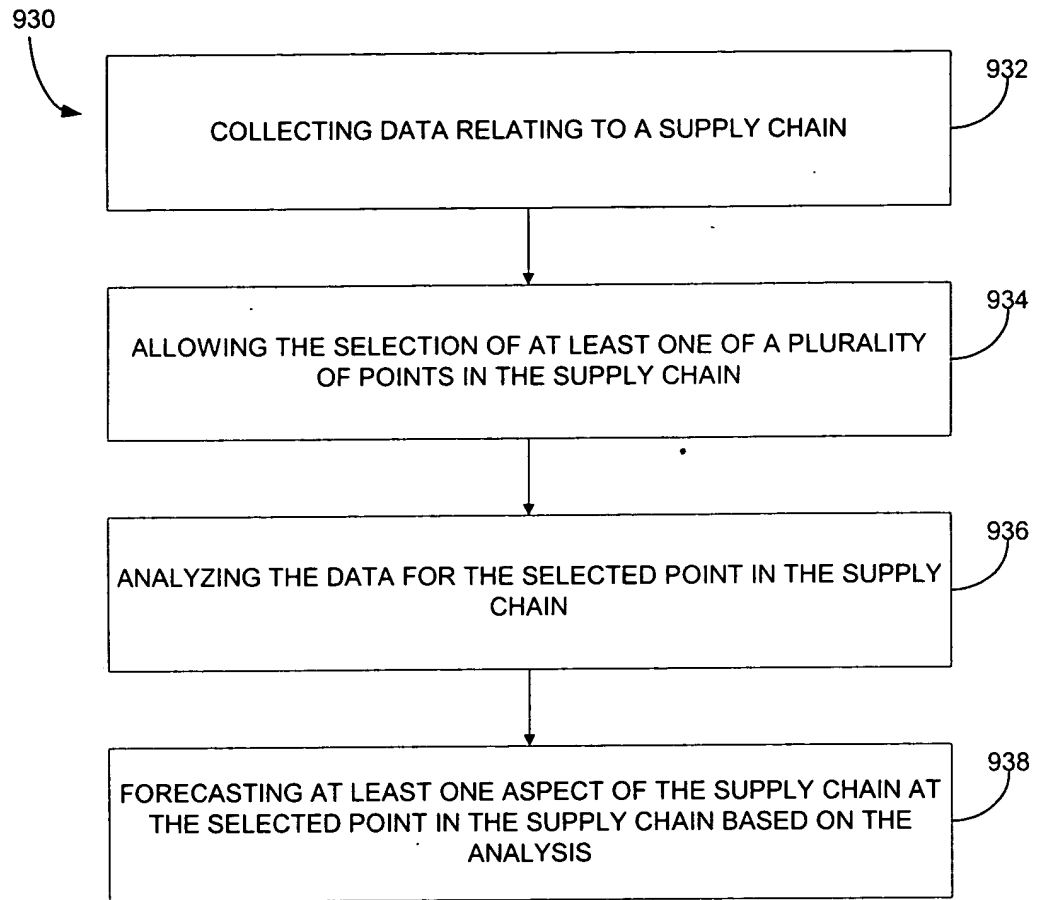 930
932
COLLECTING DATA RELATING TO A SUPPLY CHAIN
934
ALLOWING THE SELECTION OF AT LEAST ONE OF A PLURALITY
OF POINTS IN THE SUPPLY CHAIN
936
ANALYZING THE DATA FOR THE SELECTED POINT IN THE SUPPLY
CHAIN
938
FORECASTING AT LEAST ONE ASPECT OF THE SUPPLY CHAIN AT
THE SELECTED POINT IN THE SUPPLY CHAIN BASED ON THE
ANALYSIS